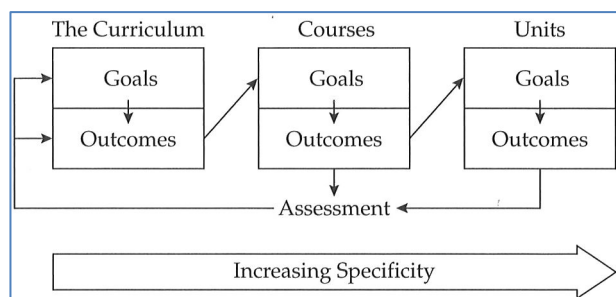 The Curriculum Courses Units
Goals Goals Goals
Outcomes Outcomes Outcomes
Assessment
Increasing Specificity